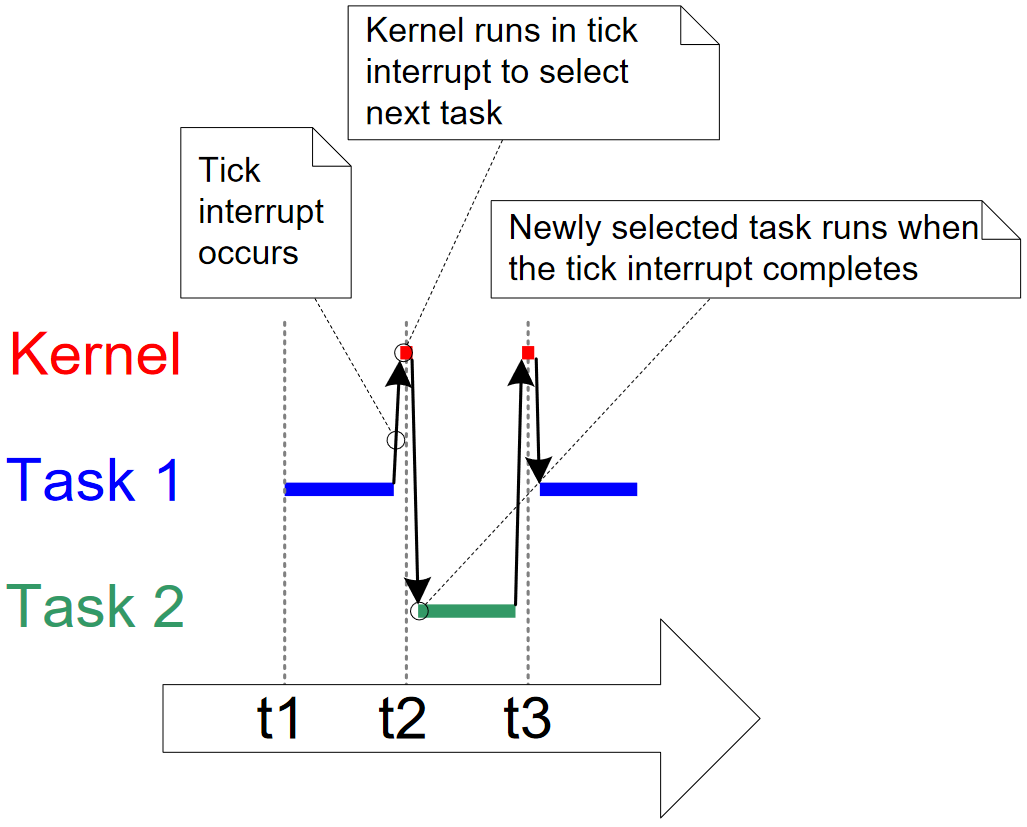 Kernel runs in tick
interrupt to select
next task
Tick
interrupt
occurs
Newly selected task runs when
the tick interrupt completes
Kernel
Task 1
Task 2
t1 t2 t3